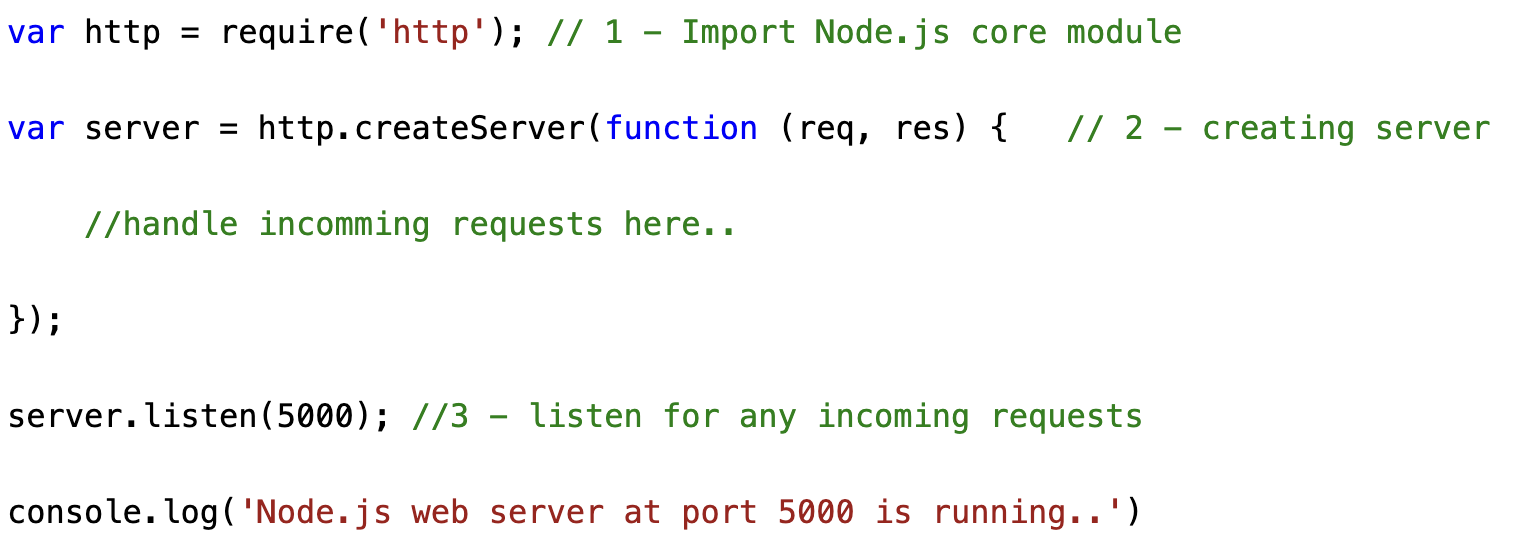 var http = require('http'); // 1 - Import Node.js core module
var server = http.createServer(function (req, res) {   // 2 - creating server
    //handle incomming requests here..
});
server.listen(5000); //3 - listen for any incoming requests
console.log('Node.js web server at port 5000 is running..')